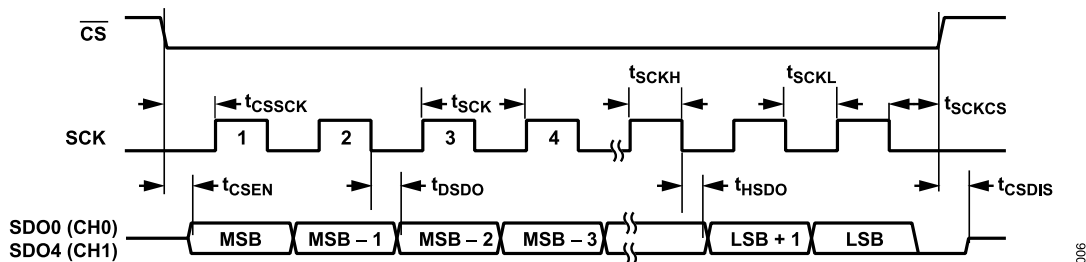 CS
tSCKH tSCKL
tCSSCK tSCK tSCKCS
SCK 1 2 3 4
tCSEN tDSDO tHSDO tCSDIS
SDO0 (CH0)
SDO4 (CH1)
MSB MSB – 1 MSB – 2 MSB – 3 LSB + 1 LSB